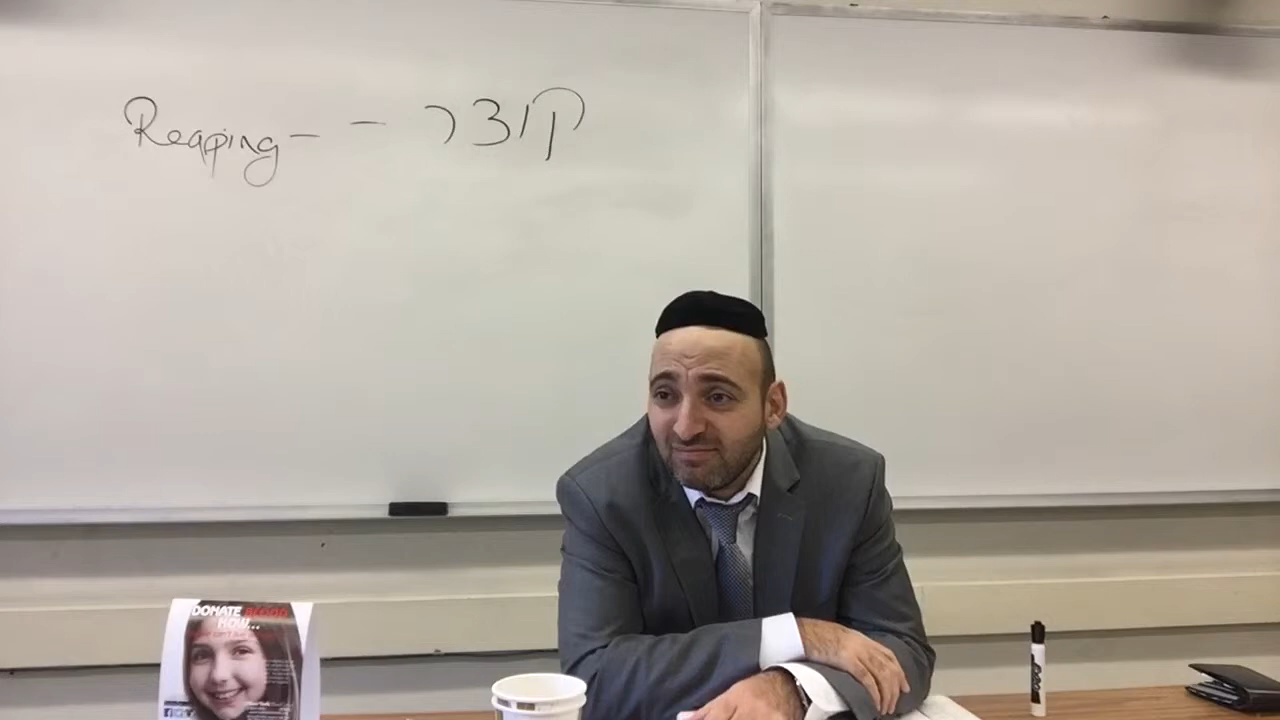 Reaping - - קוצר
DONATE BLOOD
NOW...